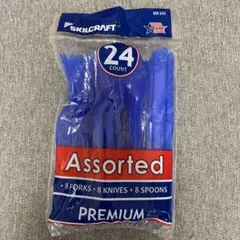 SKILCRAFT
24
COUNT
Assorted
8 FORKS · 8 KNIVES · 8 SPOONS
PREMIUM